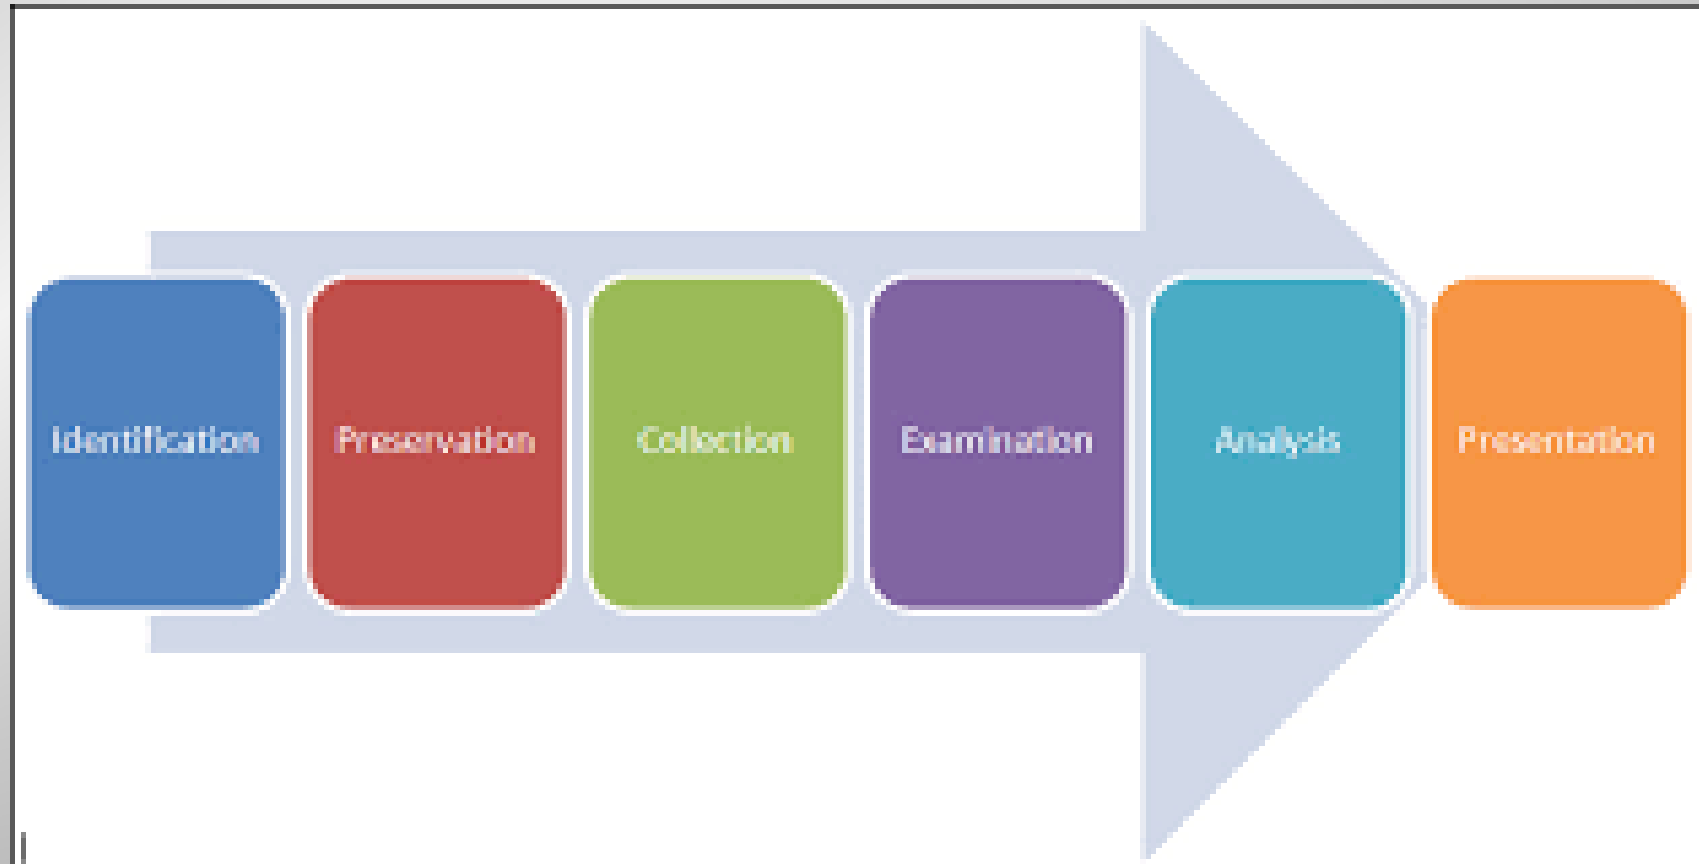 Identification
Preservation
Collection
Examination
Analysis
Presentation